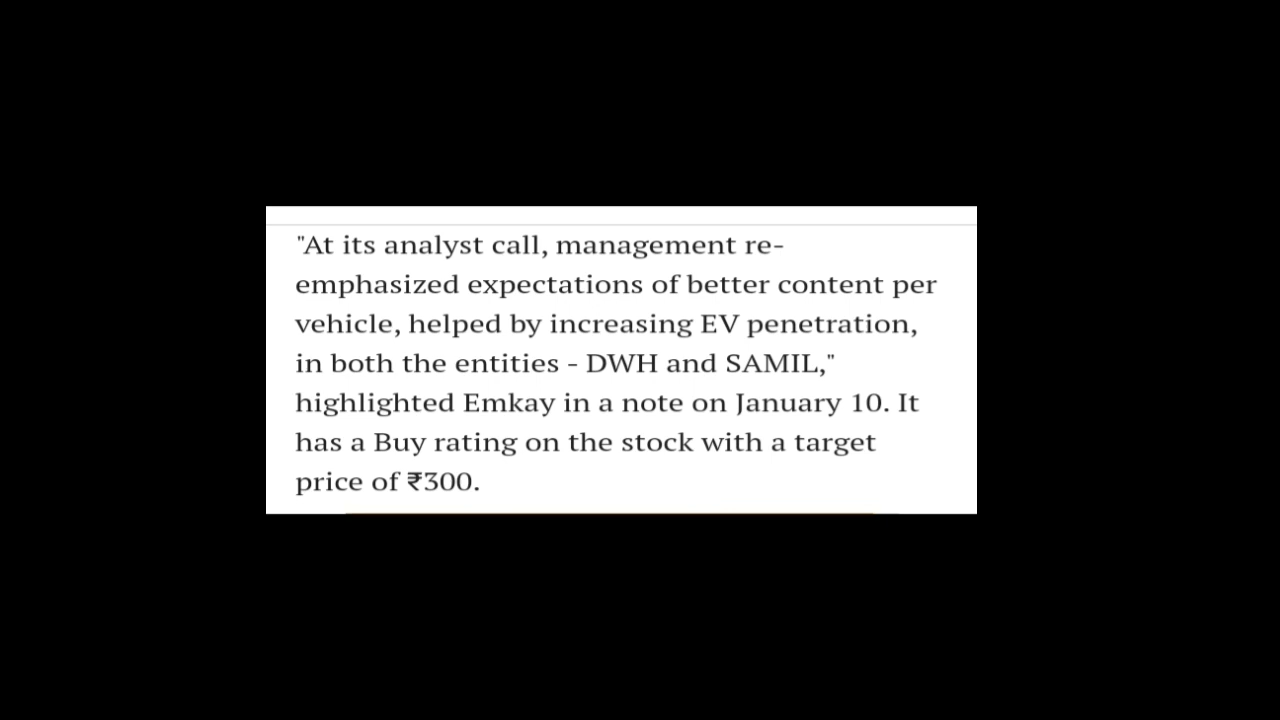 "At its analyst call, management re-
emphasized expectations of better content per
vehicle, helped by increasing EV penetration,
in both the entities - DWH and SAMIL,"
highlighted Emkay in a note on January 10. It
has a Buy rating on the stock with a target
price of ₹300.